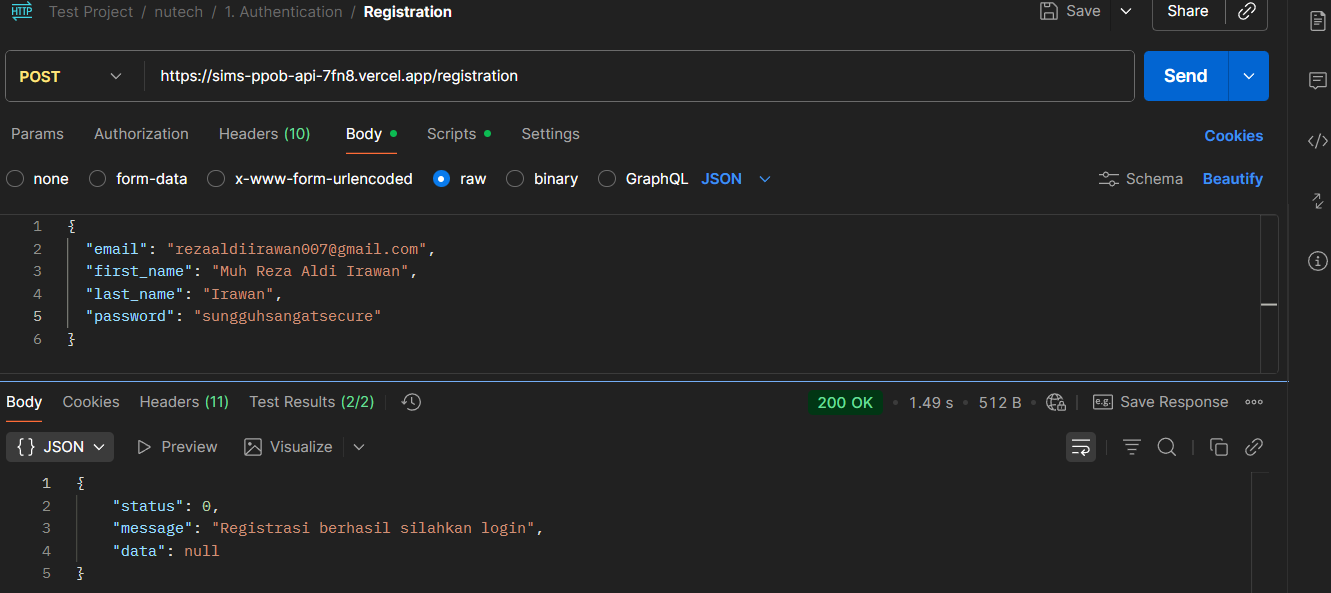 HTTP Test Project / nutech / 1. Authentication / Registration Save Share
POST https://sims-ppob-api-7fn8.vercel.app/registration Send
Params Authorization Headers (10) Body Scripts Settings Cookies
none form-data x-www-form-urlencoded raw binary GraphQL JSON Schema Beautify
1 {
2 "email": "rezaaldiirawan007@gmail.com",
3 "first_name": "Muh Reza Aldi Irawan",
4 "last_name": "Irawan",
5 "password": "sungguhsangatsecure"
6 }
Body Cookies Headers (11) Test Results (2/2) 200 OK • 1.49 s • 512 B • e.g. Save Response
{} JSON Preview Visualize
1 {
2 "status": 0,
3 "message": "Registrasi berhasil silahkan login",
4 "data": null
5 }